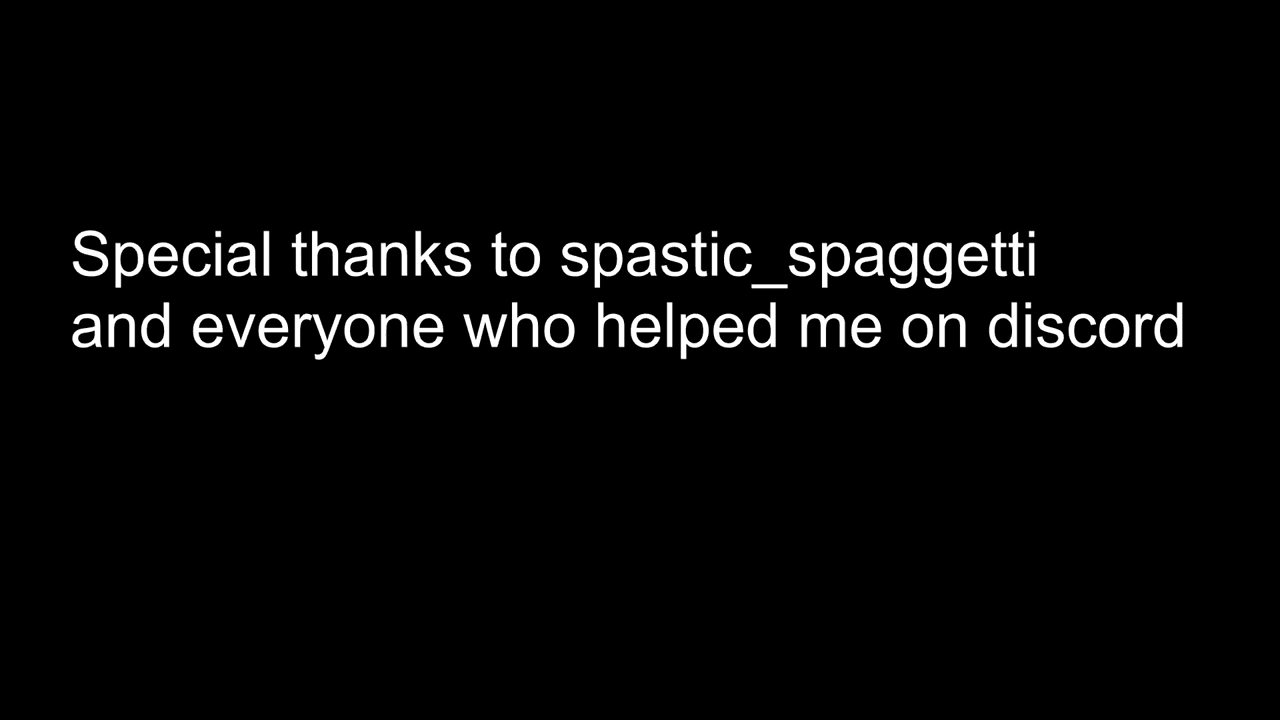 Special thanks to spastic_spaggetti
and everyone who helped me on discord